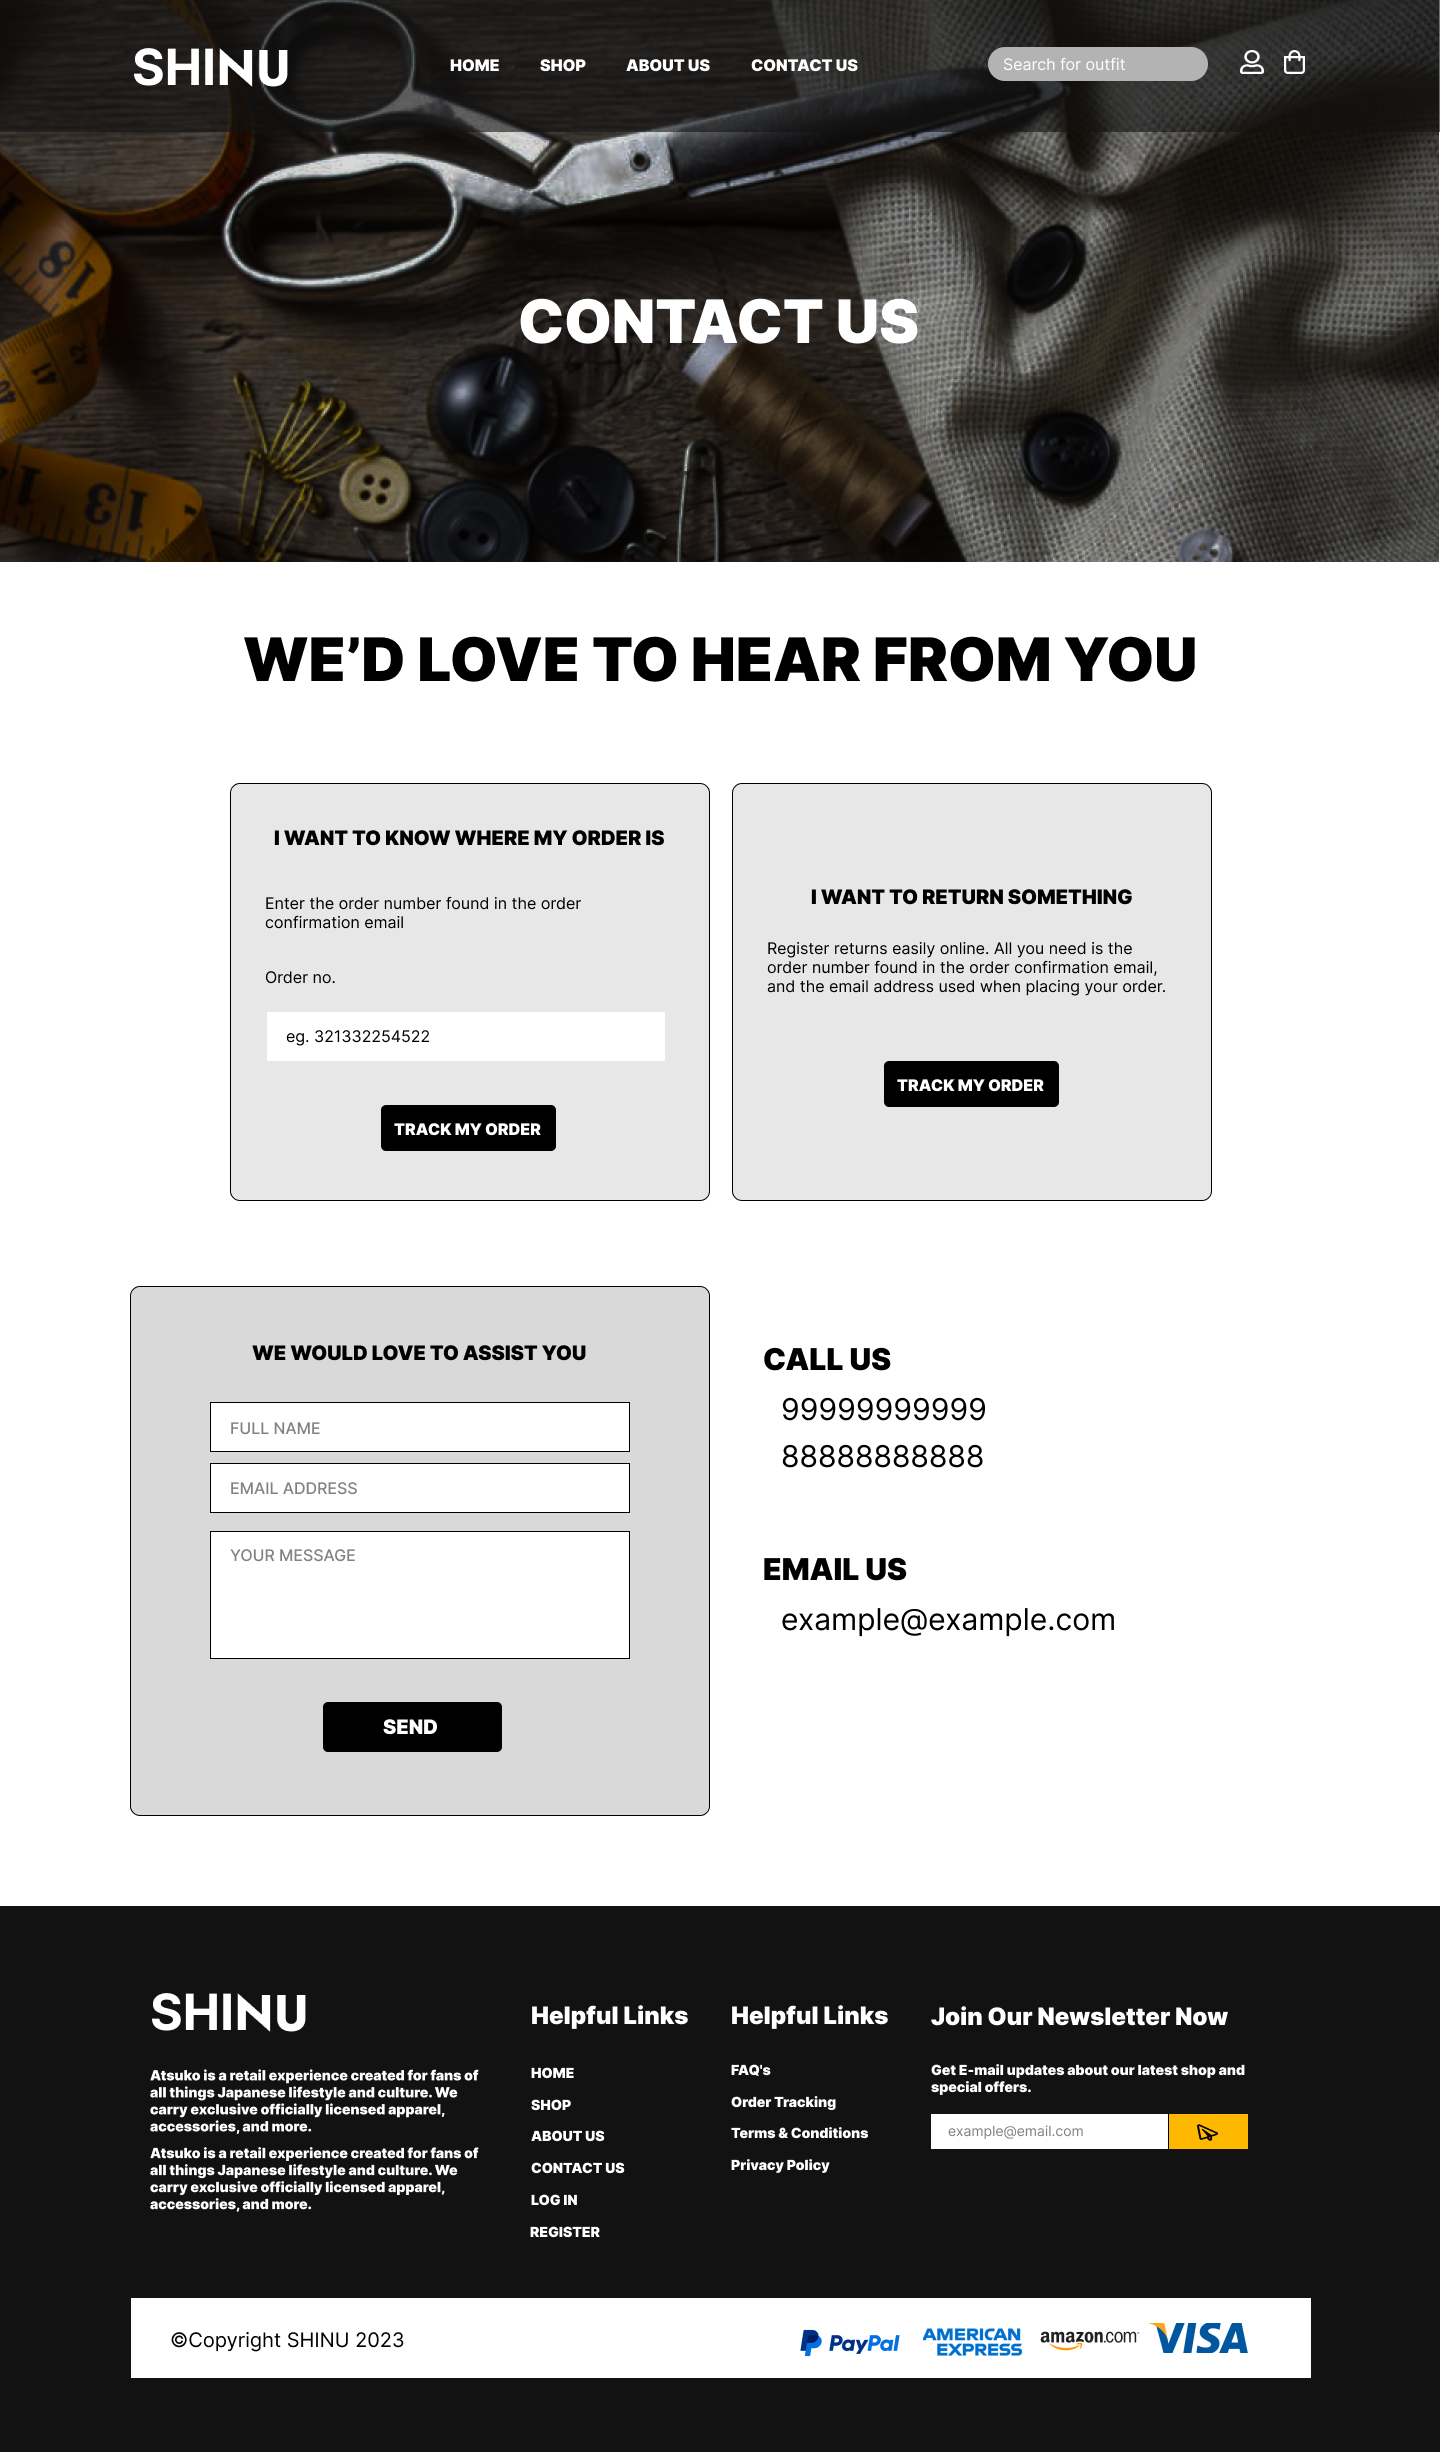 SHINU
HOME
SHOP
ABOUT US
CONTACT US
Search for outfit
18
12
41
13
CONTACT US
WE’D LOVE TO HEAR FROM YOU
I WANT TO KNOW WHERE MY ORDER IS
Enter the order number found in the order
confirmation email
Order no.
eg. 321332254522
TRACK MY ORDER
I WANT TO RETURN SOMETHING
Register returns easily online. All you need is the
order number found in the order confirmation email,
and the email address used when placing your order.
TRACK MY ORDER
WE WOULD LOVE TO ASSIST YOU
FULL NAME
EMAIL ADDRESS
YOUR MESSAGE
SEND
CALL US
99999999999
88888888888
EMAIL US
example@example.com
SHINU
Atsuko is a retail experience created for fans of
all things Japanese lifestyle and culture. We
carry exclusive officially licensed apparel,
accessories, and more.
Atsuko is a retail experience created for fans of
all things Japanese lifestyle and culture. We
carry exclusive officially licensed apparel,
accessories, and more.
Helpful Links
HOME
SHOP
ABOUT US
CONTACT US
LOG IN
REGISTER
Helpful Links
FAQ's
Order Tracking
Terms & Conditions
Privacy Policy
Join Our Newsletter Now
Get E-mail updates about our latest shop and
special offers.
example@email.com
©Copyright SHINU 2023
PayPal
AMERICAN
EXPRESS
amazon.com
VISA